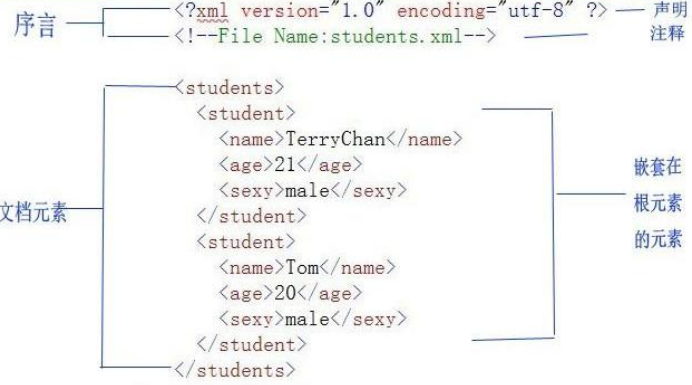 序言
<?xml version="1.0" encoding="utf-8" ?>
声明
<!--File Name:students.xml-->
注释
<students>
<student>
<name>TerryChan</name>
<age>21</age>
<sexy>male</sexy>
</student>
<student>
<name>Tom</name>
<age>20</age>
<sexy>male</sexy>
</student>
</students>
文档元素
嵌套在
根元素
的元素